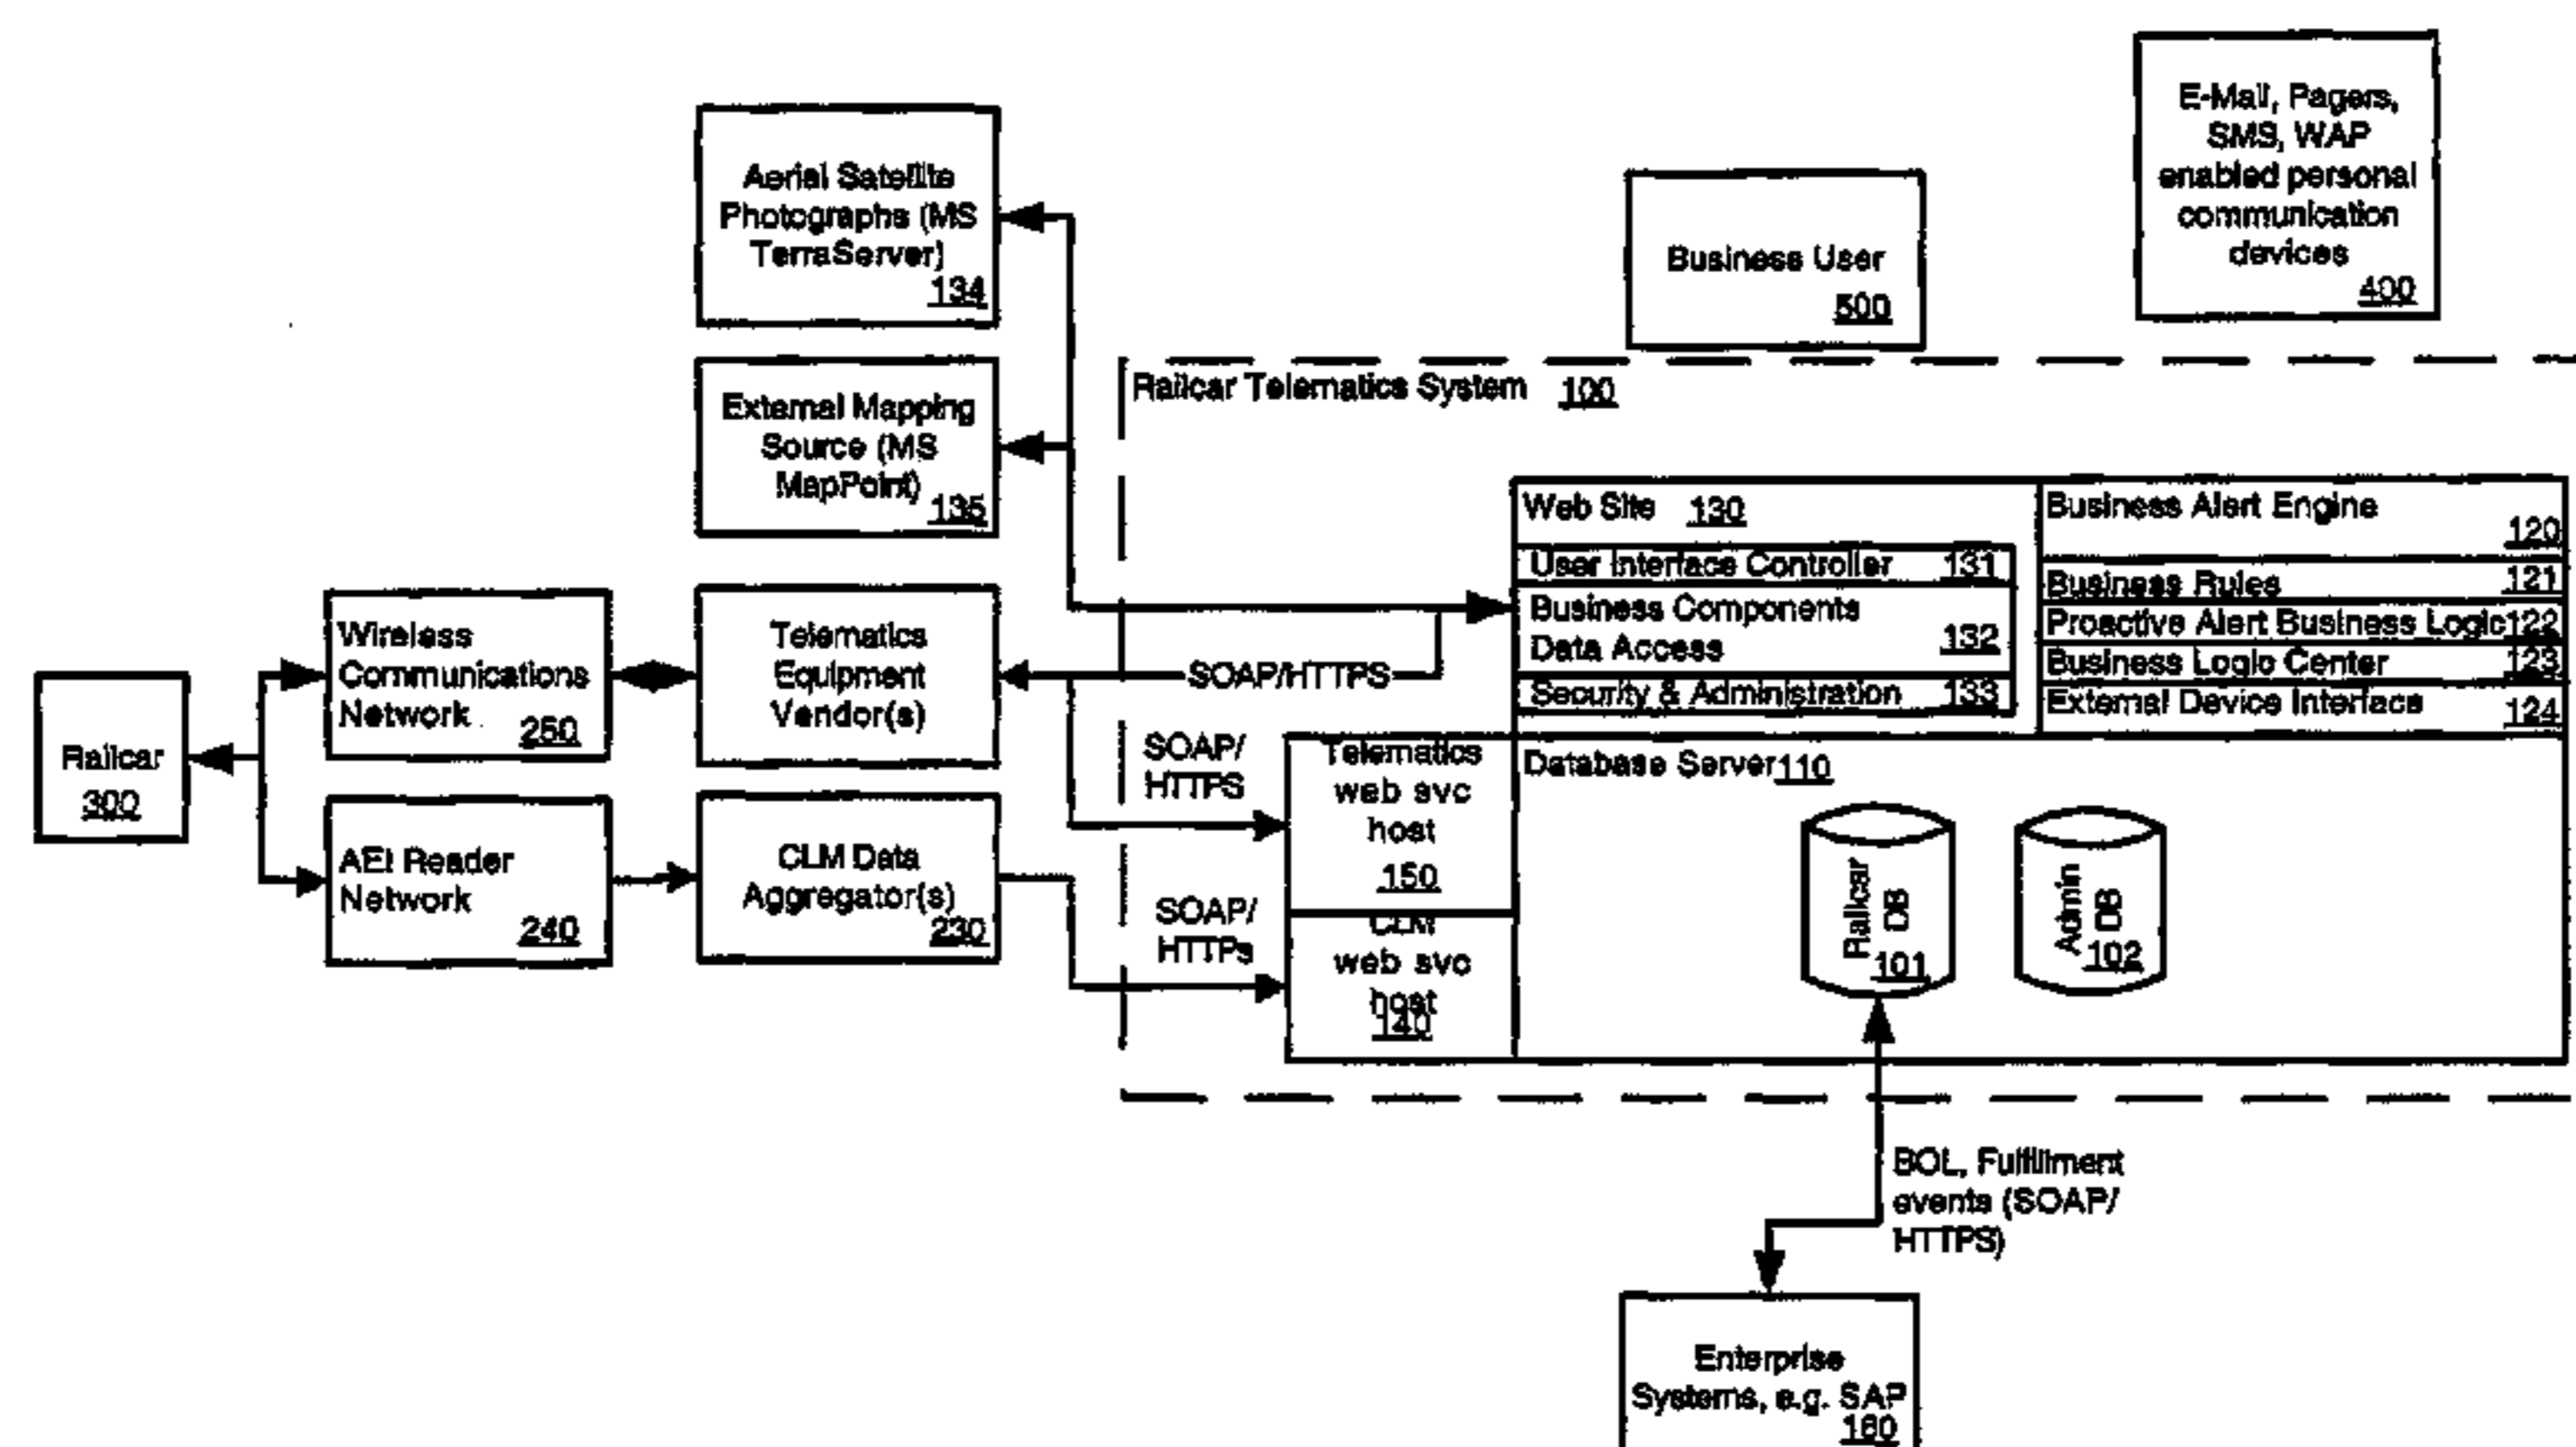 E-Mail, Pagers,
SMS, WAP
enabled personal
communication
devices
400
Aerial Satellite
Photographs (MS
TerraServer)
134
Business User
500
External Mapping
Source (MS
MapPoint)
135
Railcar Telematics System 100
Web Site 130
User Interface Controller 131
Business Components
Data Access 132
Security & Administration 133
Business Alert Engine
120
Business Rules 121
Proactive Alert Business Logic 122
Business Logic Center 123
External Device Interface 124
Wireless
Communications
Network
250
Telematics
Equipment
Vendor(s)
SOAP/HTTPS
Railcar
300
AEI Reader
Network
240
CLM Data
Aggregator(s)
230
SOAP/
HTTPS
SOAP/
HTTPs
Telematics
web svc
host
150
CLM
web svc
host
140
Database Server 110
Railcar
DB
101
Admin
DB
102
BOL, Fulfillment
events (SOAP/
HTTPS)
Enterprise
Systems, e.g. SAP
160